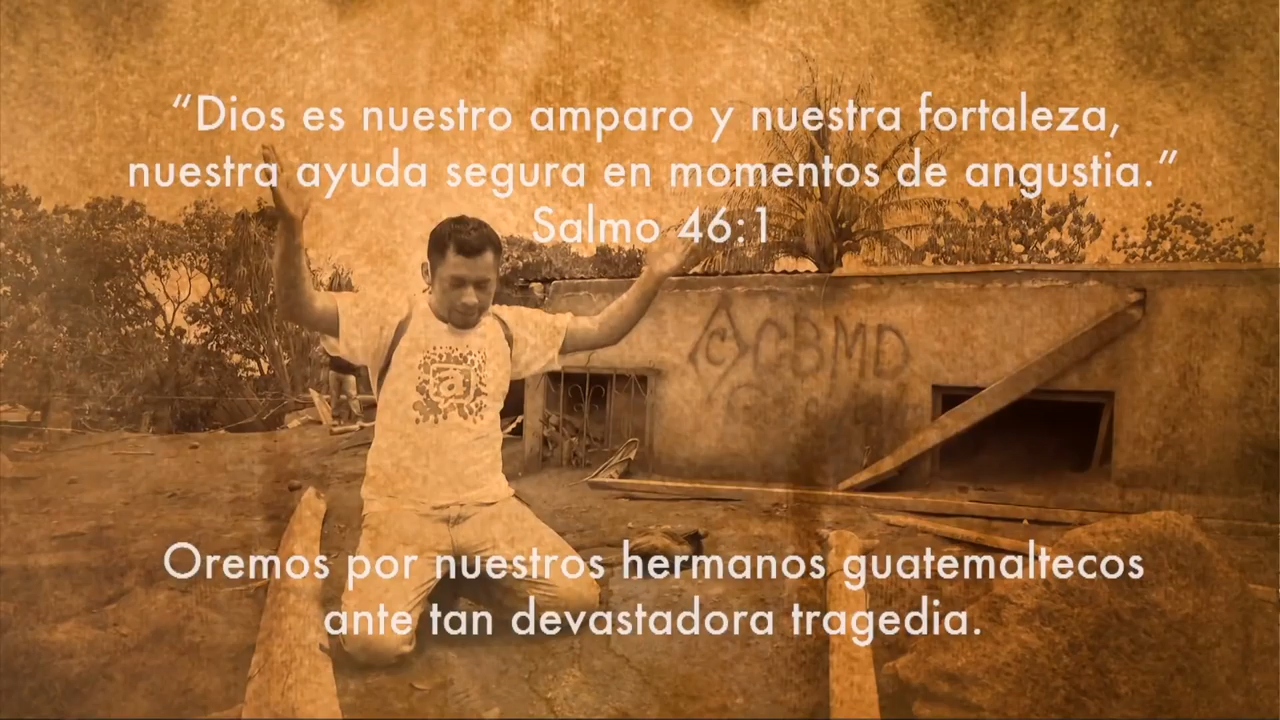 “Dios es nuestro amparo y nuestra fortaleza,
nuestra ayuda segura en momentos de angustia.”
Salmo 46:1
CBMD
a
Oremos por nuestros hermanos guatemaltecos
ante tan devastadora tragedia.